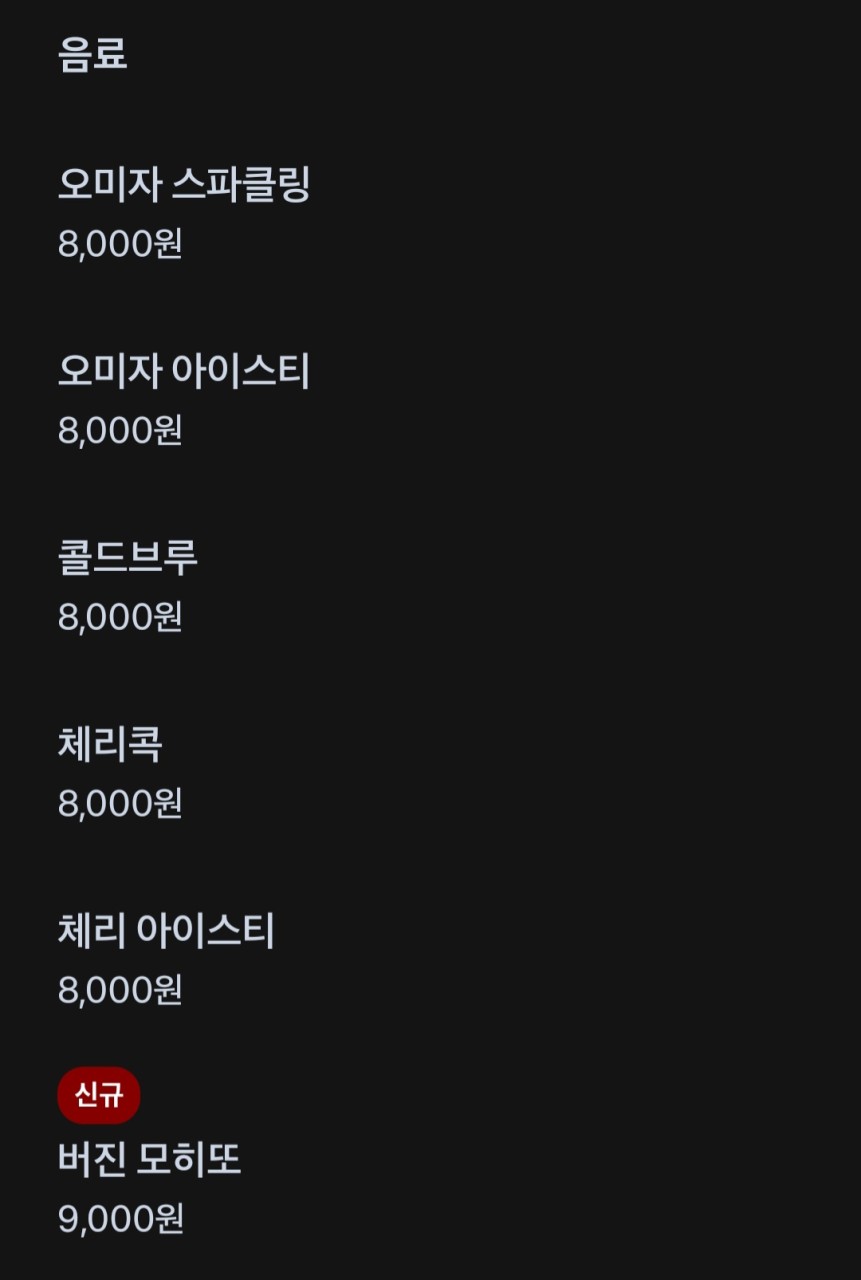 음료
오미자 스파클링
8,000원
오미자 아이스티
8,000원
콜드브루
8,000원
체리콕
8,000원
체리 아이스티
8,000원
신규
버진 모히또
9,000원